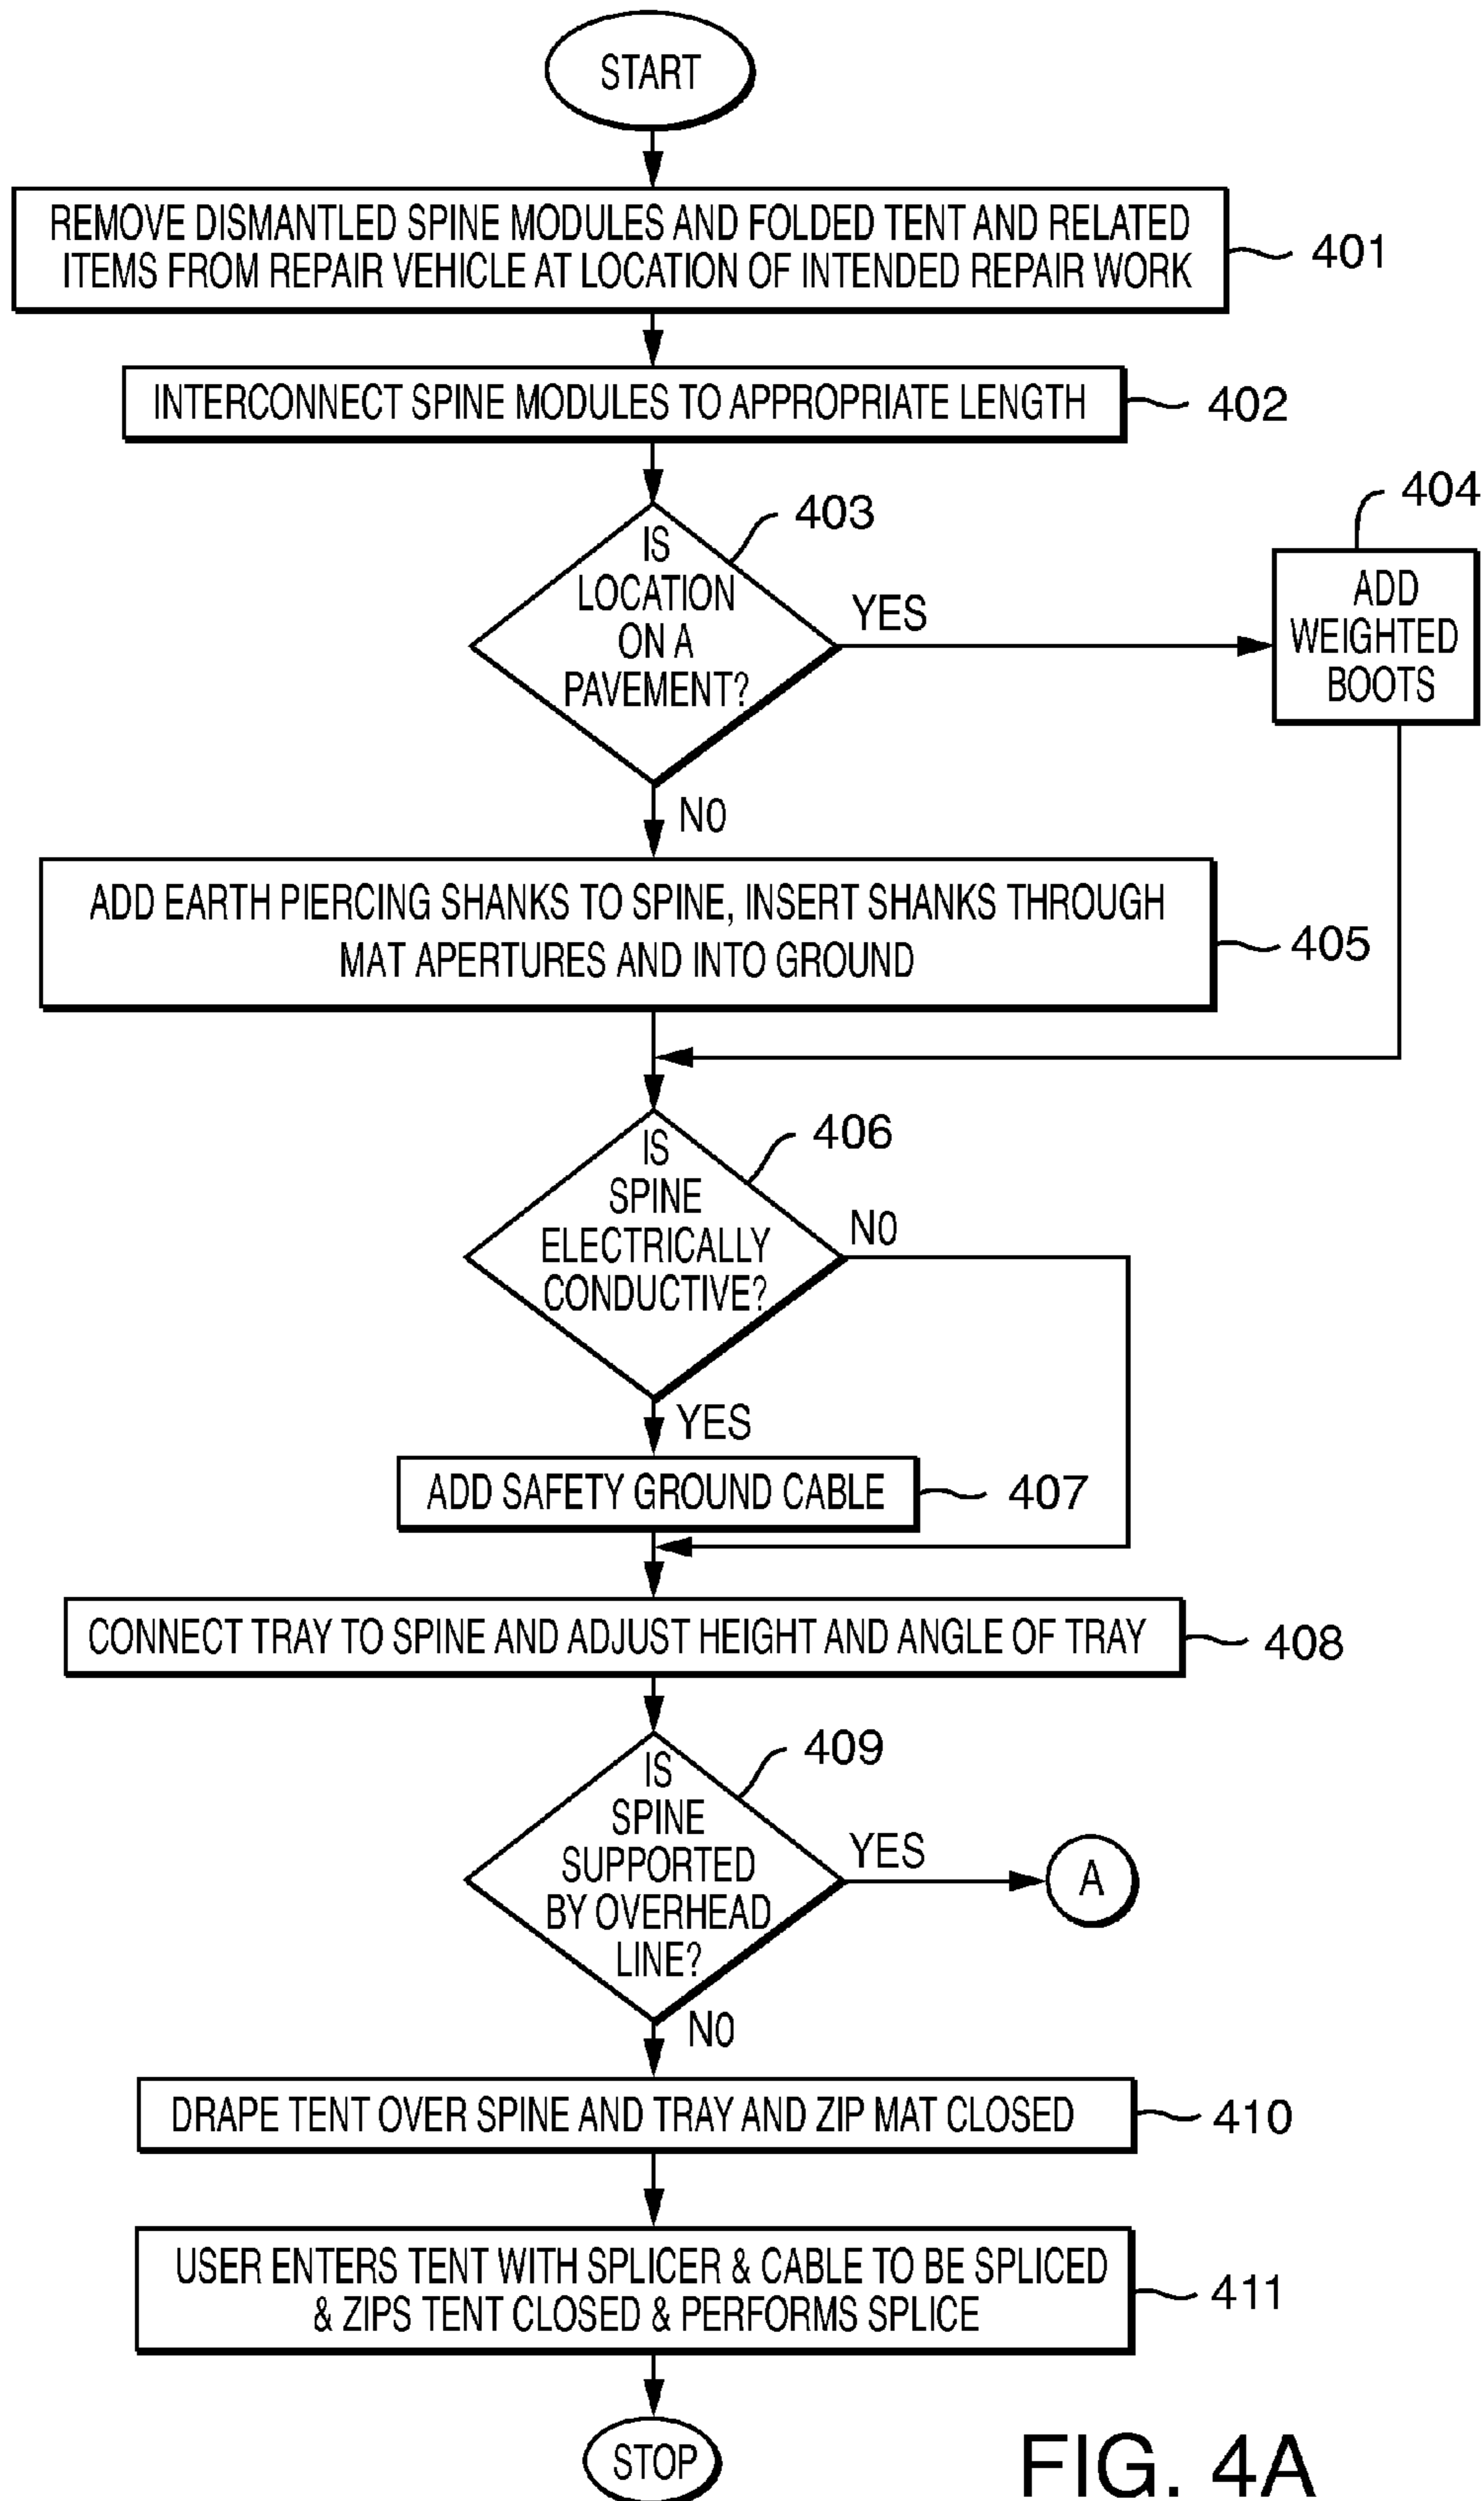 START
REMOVE DISMANTLED SPINE MODULES AND FOLDED TENT AND RELATED
ITEMS FROM REPAIR VEHICLE AT LOCATION OF INTENDED REPAIR WORK
401
INTERCONNECT SPINE MODULES TO APPROPRIATE LENGTH
402
IS
LOCATION
ON A
PAVEMENT?
403
YES
404
ADD
WEIGHTED
BOOTS
NO
ADD EARTH PIERCING SHANKS TO SPINE, INSERT SHANKS THROUGH
MAT APERTURES AND INTO GROUND
405
IS
SPINE
ELECTRICALLY
CONDUCTIVE?
406
NO
YES
ADD SAFETY GROUND CABLE
407
CONNECT TRAY TO SPINE AND ADJUST HEIGHT AND ANGLE OF TRAY
408
IS
SPINE
SUPPORTED
BY OVERHEAD
LINE?
409
YES
A
NO
DRAPE TENT OVER SPINE AND TRAY AND ZIP MAT CLOSED
410
USER ENTERS TENT WITH SPLICER & CABLE TO BE SPLICED
& ZIPS TENT CLOSED & PERFORMS SPLICE
411
STOP
FIG. 4A